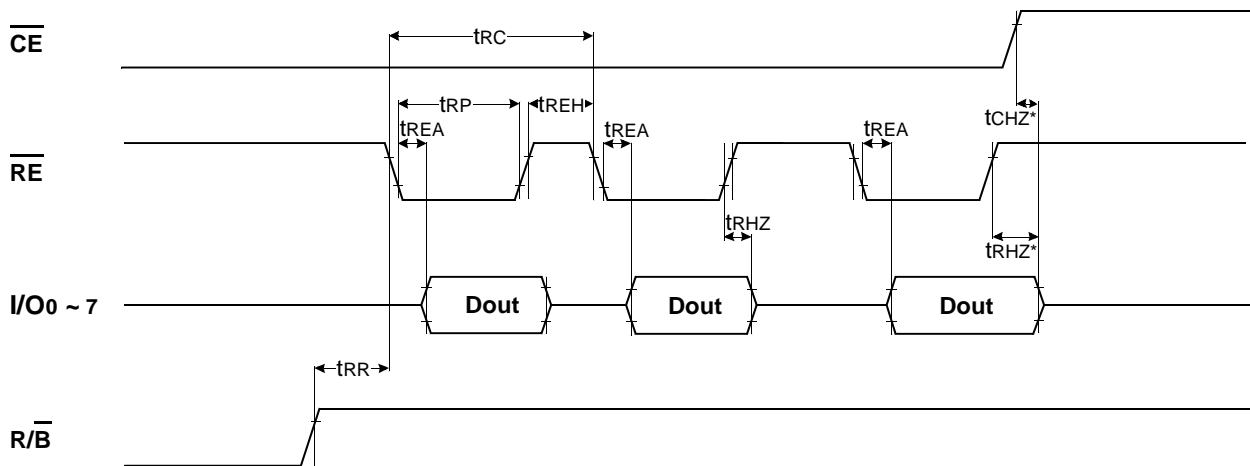 CE
tRC
tRP
tREH
tCHZ*
tREA
tREA
tREA
RE
tRHZ
tRHZ*
I/O0 ~ 7
Dout
Dout
Dout
tRR
R/B